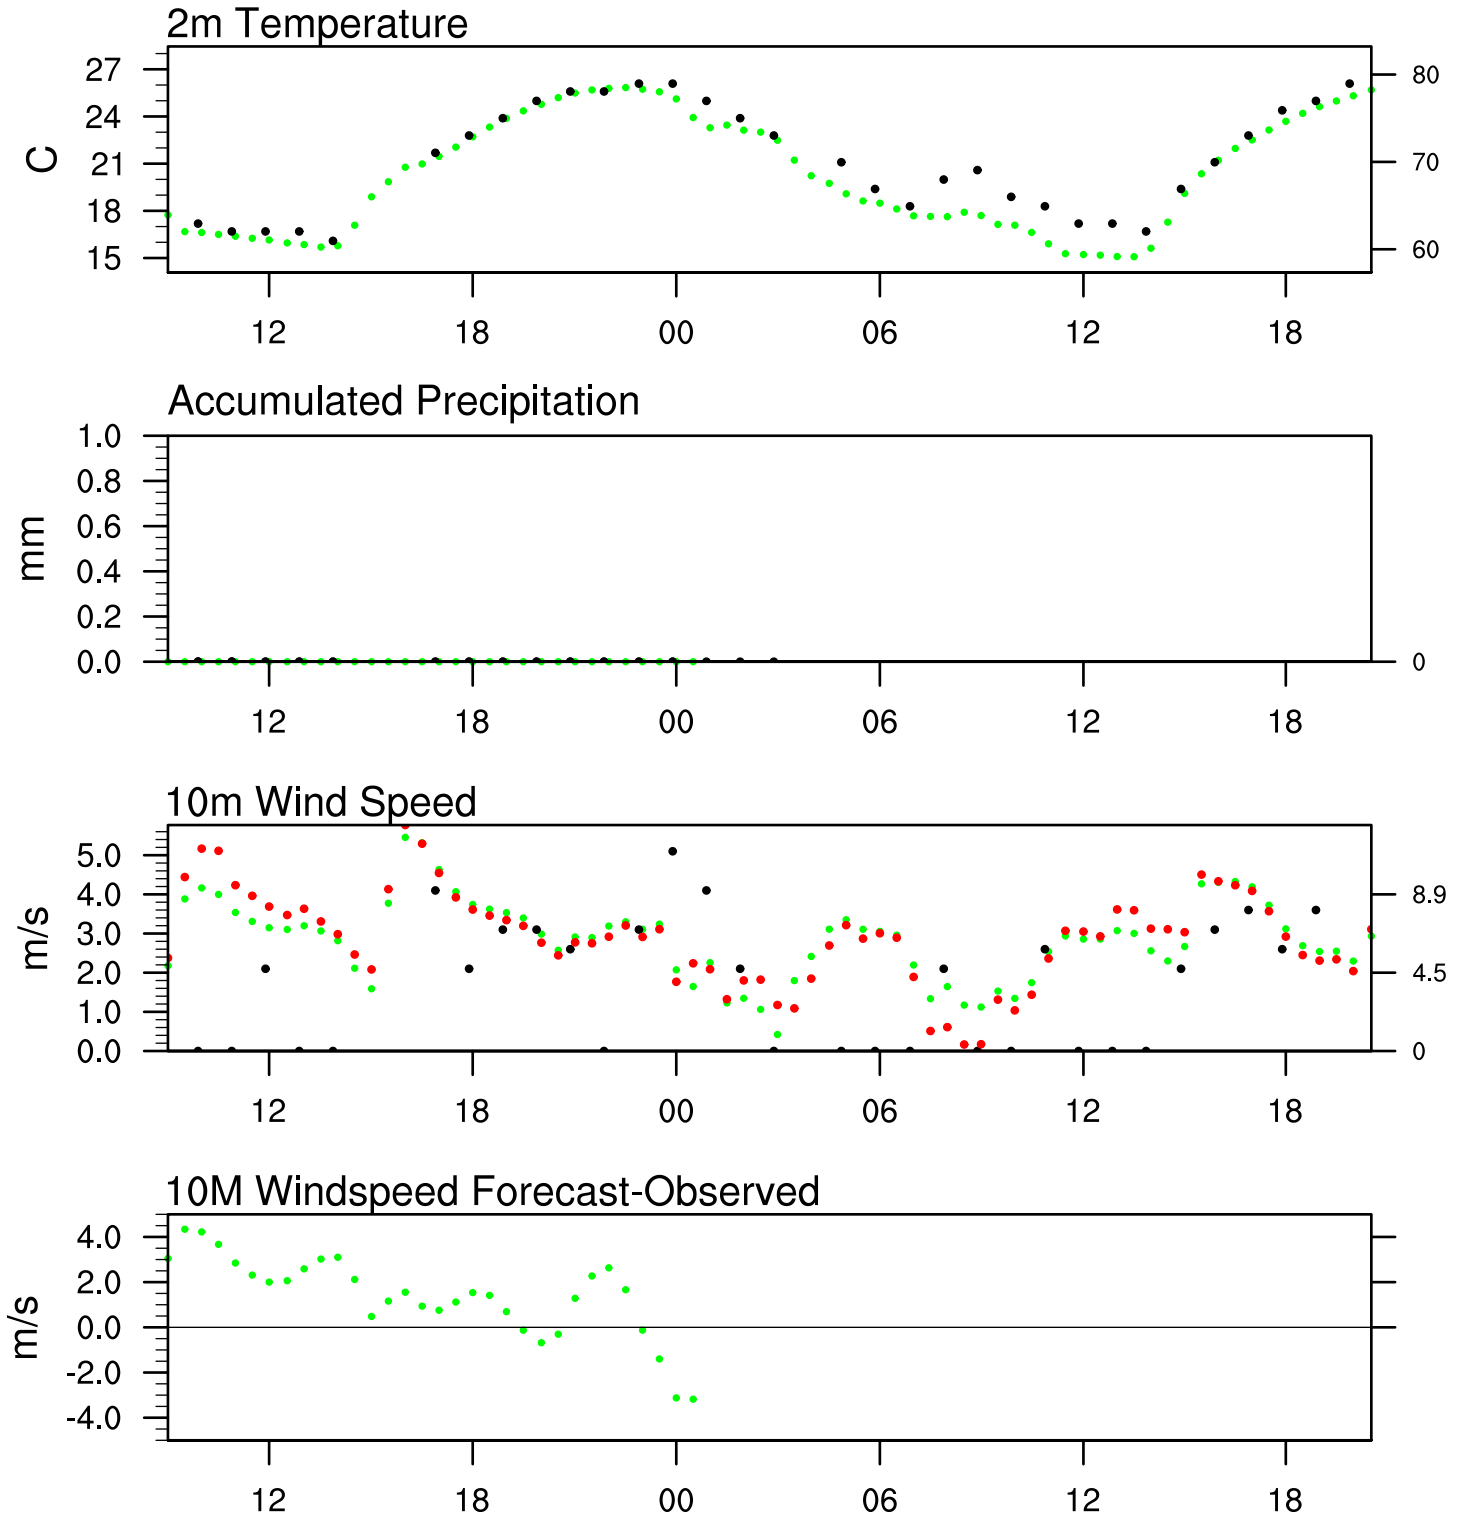 2m Temperature
27
24
21
18
15
C
80
70
60
12 18 00 06 12 18
Accumulated Precipitation
1.0
0.8
0.6
0.4
0.2
0.0
mm
0
12 18 00 06 12 18
10m Wind Speed
5.0
4.0
3.0
2.0
1.0
0.0
m/s
8.9
4.5
0
12 18 00 06 12 18
10M Windspeed Forecast-Observed
4.0
2.0
0.0
-2.0
-4.0
m/s
12 18 00 06 12 18